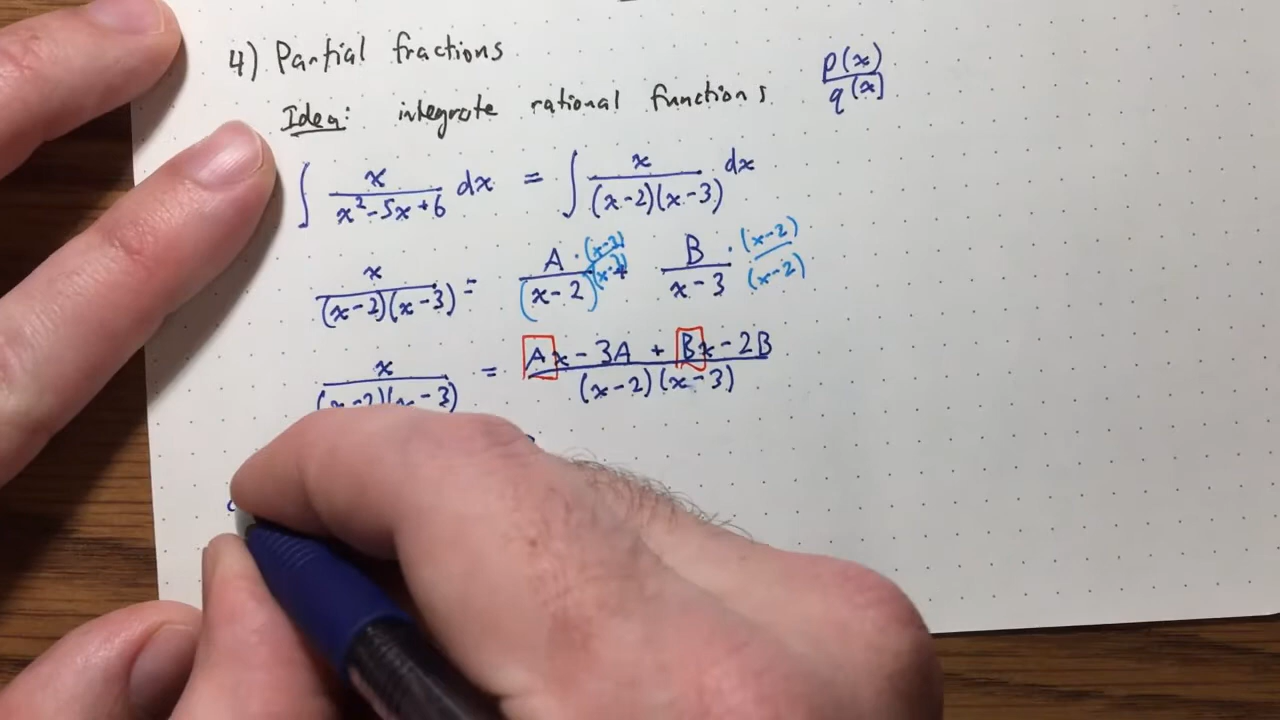 4) Partial fractions
Idea: integrate rational functions p(x)/q(x)
∫ x/(x²-5x+6) dx = ∫ x/((x-2)(x-3)) dx
x/((x-2)(x-3)) = A/(x-2) · (x-3)/(x-3) + B/(x-3) · (x-2)/(x-2)
x/((x-2)(x-3)) = (Ax - 3A + Bx - 2B)/((x-2)(x-3))